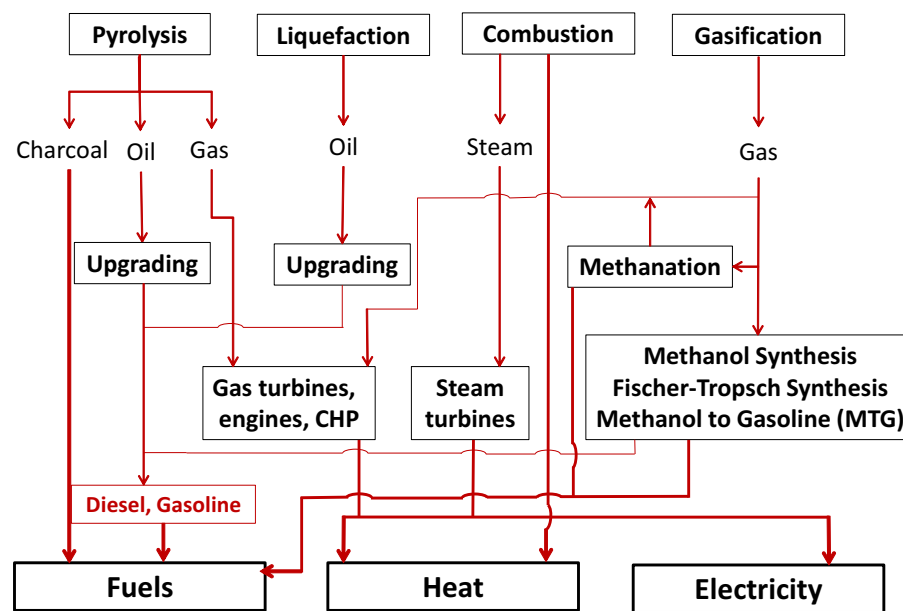 Pyrolysis
Liquefaction
Combustion
Gasification
Charcoal
Oil
Gas
Oil
Steam
Gas
Upgrading
Upgrading
Methanation
Gas turbines,
engines, CHP
Steam
turbines
Methanol Synthesis
Fischer-Tropsch Synthesis
Methanol to Gasoline (MTG)
Diesel, Gasoline
Fuels
Heat
Electricity